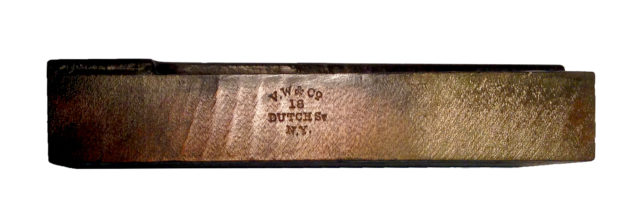 V. W & Co
18
DUTCH St
N.Y.